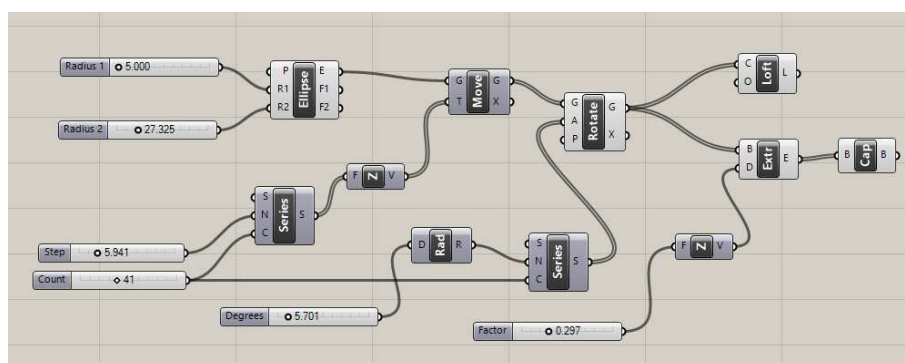 Radius 1 5.000
P E
R1 F1
R2 F2
Ellipse
Radius 2 27.325
G G
T X
Move
G G
A
P X
Rotate
C L
O
Loft
B E
D
Extr
B B
Cap
F V
Z
S
N S
C
Series
Step 5.941
Count 41
D R
Rad
S
N S
C
Series
F V
Z
Degrees 5.701
Factor 0.297